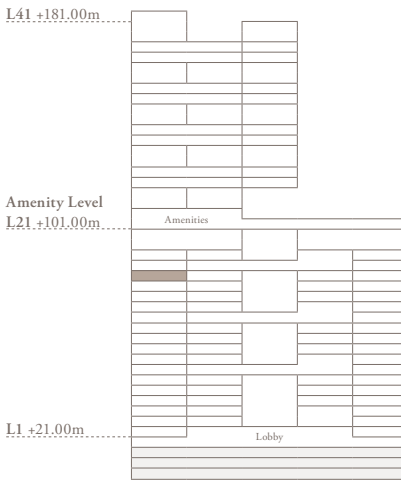 L41 +181.00m
Amenity Level
L21 +101.00m
Amenities
L1 +21.00m
Lobby